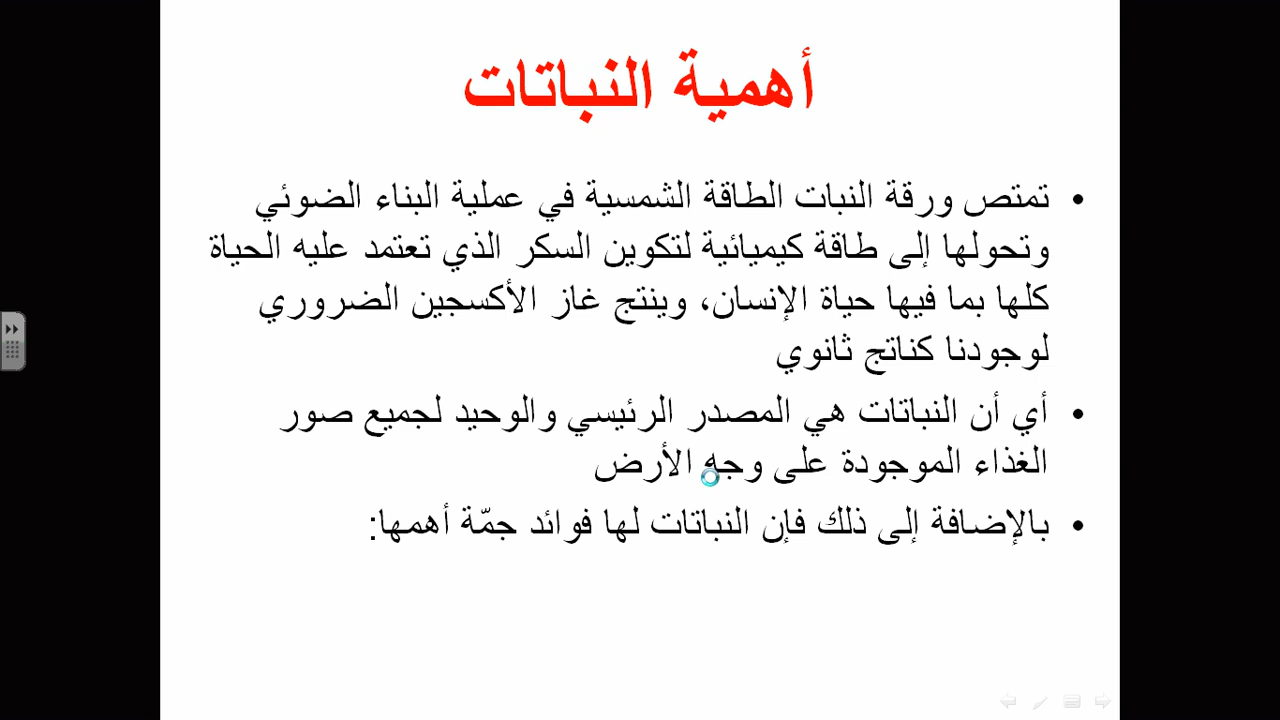 أهمية النباتات
• تمتص ورقة النبات الطاقة الشمسية في عملية البناء الضوئي
وتحولها إلى طاقة كيميائية لتكوين السكر الذي تعتمد عليه الحياة
كلها بما فيها حياة الإنسان، وينتج غاز الأكسجين الضروري
لوجودنا كناتج ثانوي
• أي أن النباتات هي المصدر الرئيسي والوحيد لجميع صور
الغذاء الموجودة على وجه الأرض
• بالإضافة إلى ذلك فإن النباتات لها فوائد جمّة أهمها: